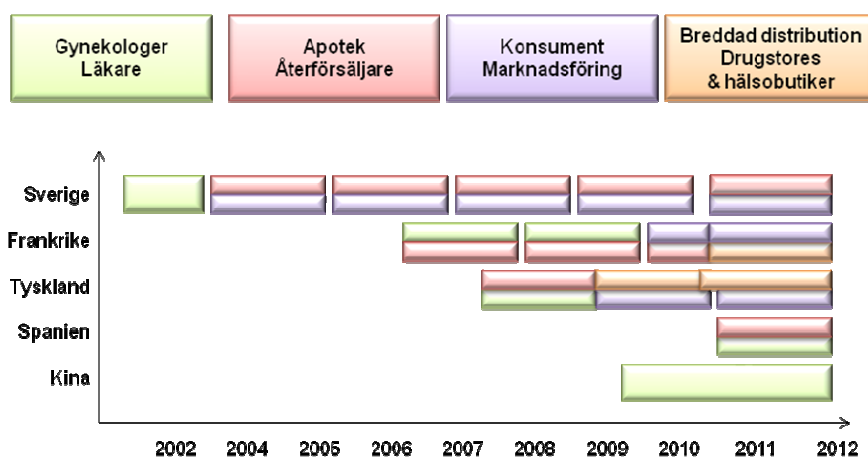 Gynekologer
Läkare
Apotek
Återförsäljare
Konsument
Marknadsföring
Breddad distribution
Drugstores
& hälsobutiker
Sverige
Frankrike
Tyskland
Spanien
Kina
2002 2004 2005 2006 2007 2008 2009 2010 2011 2012